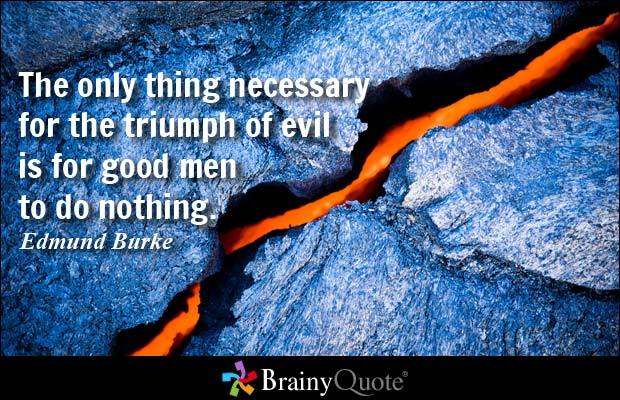 The only thing necessary
for the triumph of evil
is for good men
to do nothing.
Edmund Burke
BrainyQuote®